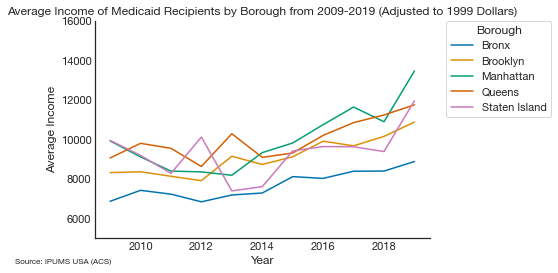 Average Income of Medicaid Recipients by Borough from 2009-2019 (Adjusted to 1999 Dollars)
16000
14000
12000
10000
8000
6000
Average Income
2010
2012
2014
2016
2018
Year
Borough
Bronx
Brooklyn
Manhattan
Queens
Staten Island
Source: IPUMS USA (ACS)